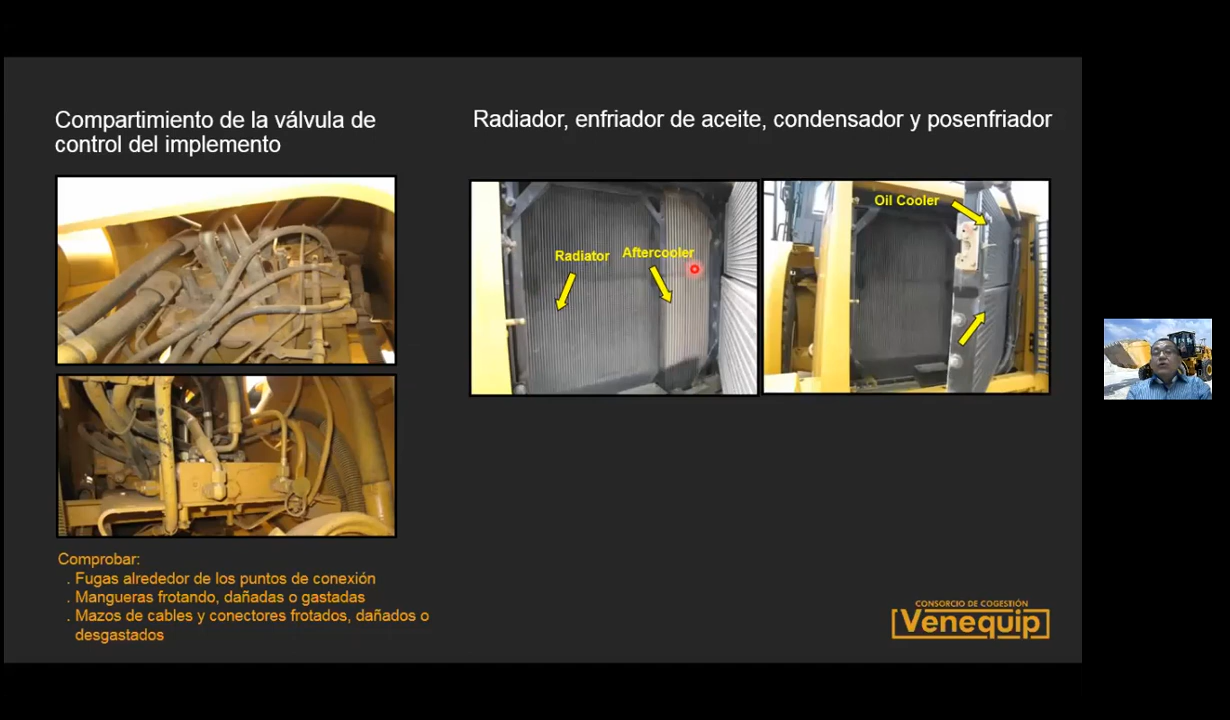 Compartimiento de la válvula de
control del implemento
Radiador, enfriador de aceite, condensador y posenfriador
Radiator
Aftercooler
Oil Cooler
Comprobar:
. Fugas alrededor de los puntos de conexión
. Mangueras frotando, dañadas o gastadas
. Mazos de cables y conectores frotados, dañados o
desgastados
CONSORCIO DE COGESTIÓN
Venequip